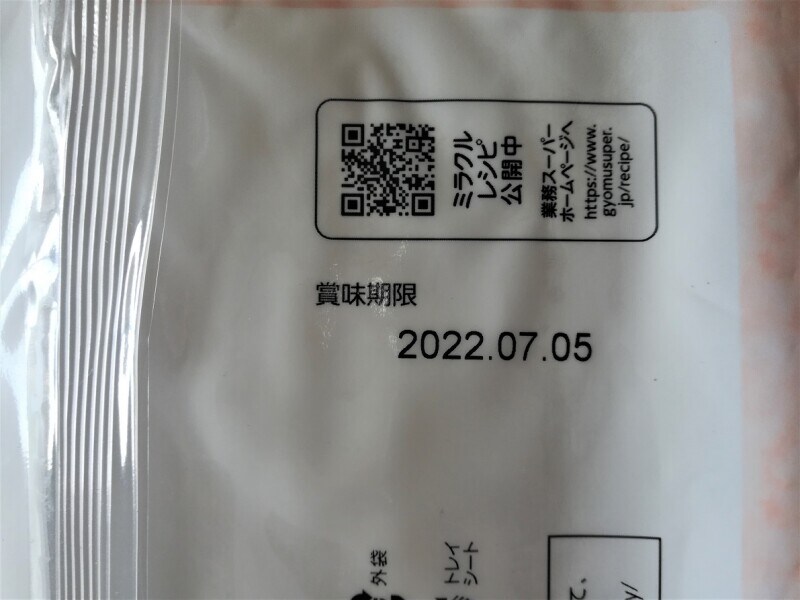 ミラクル
レシピ
公開中
業務スーパー
ホームページへ
https://www.
gyomusuper.
jp/recipe/
賞味期限
2022.07.05
外袋
トレイ
シート
て、
y/